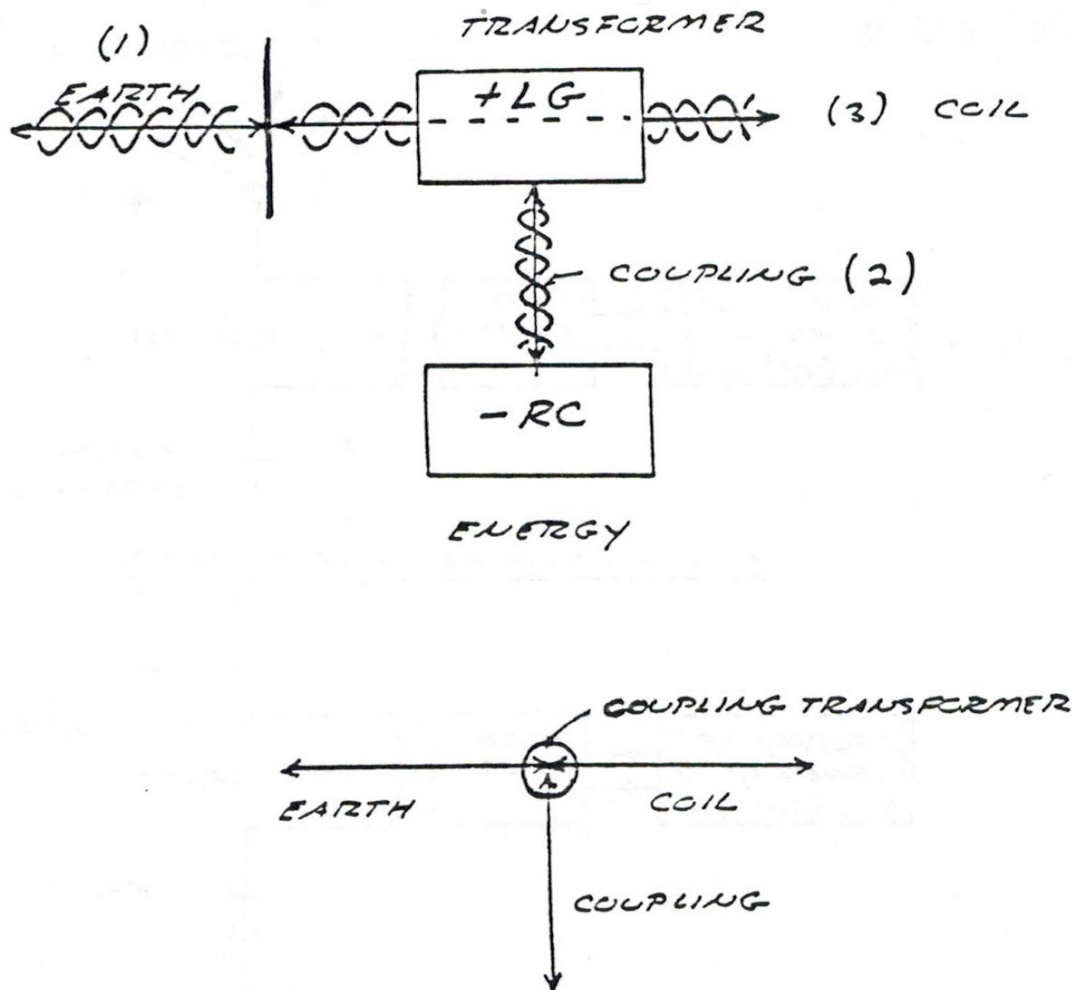 TRANSFORMER
(1)
EARTH
+LG
(3) COIL
COUPLING (2)
-RC
ENERGY
COUPLING TRANSFORMER
EARTH
COIL
COUPLING